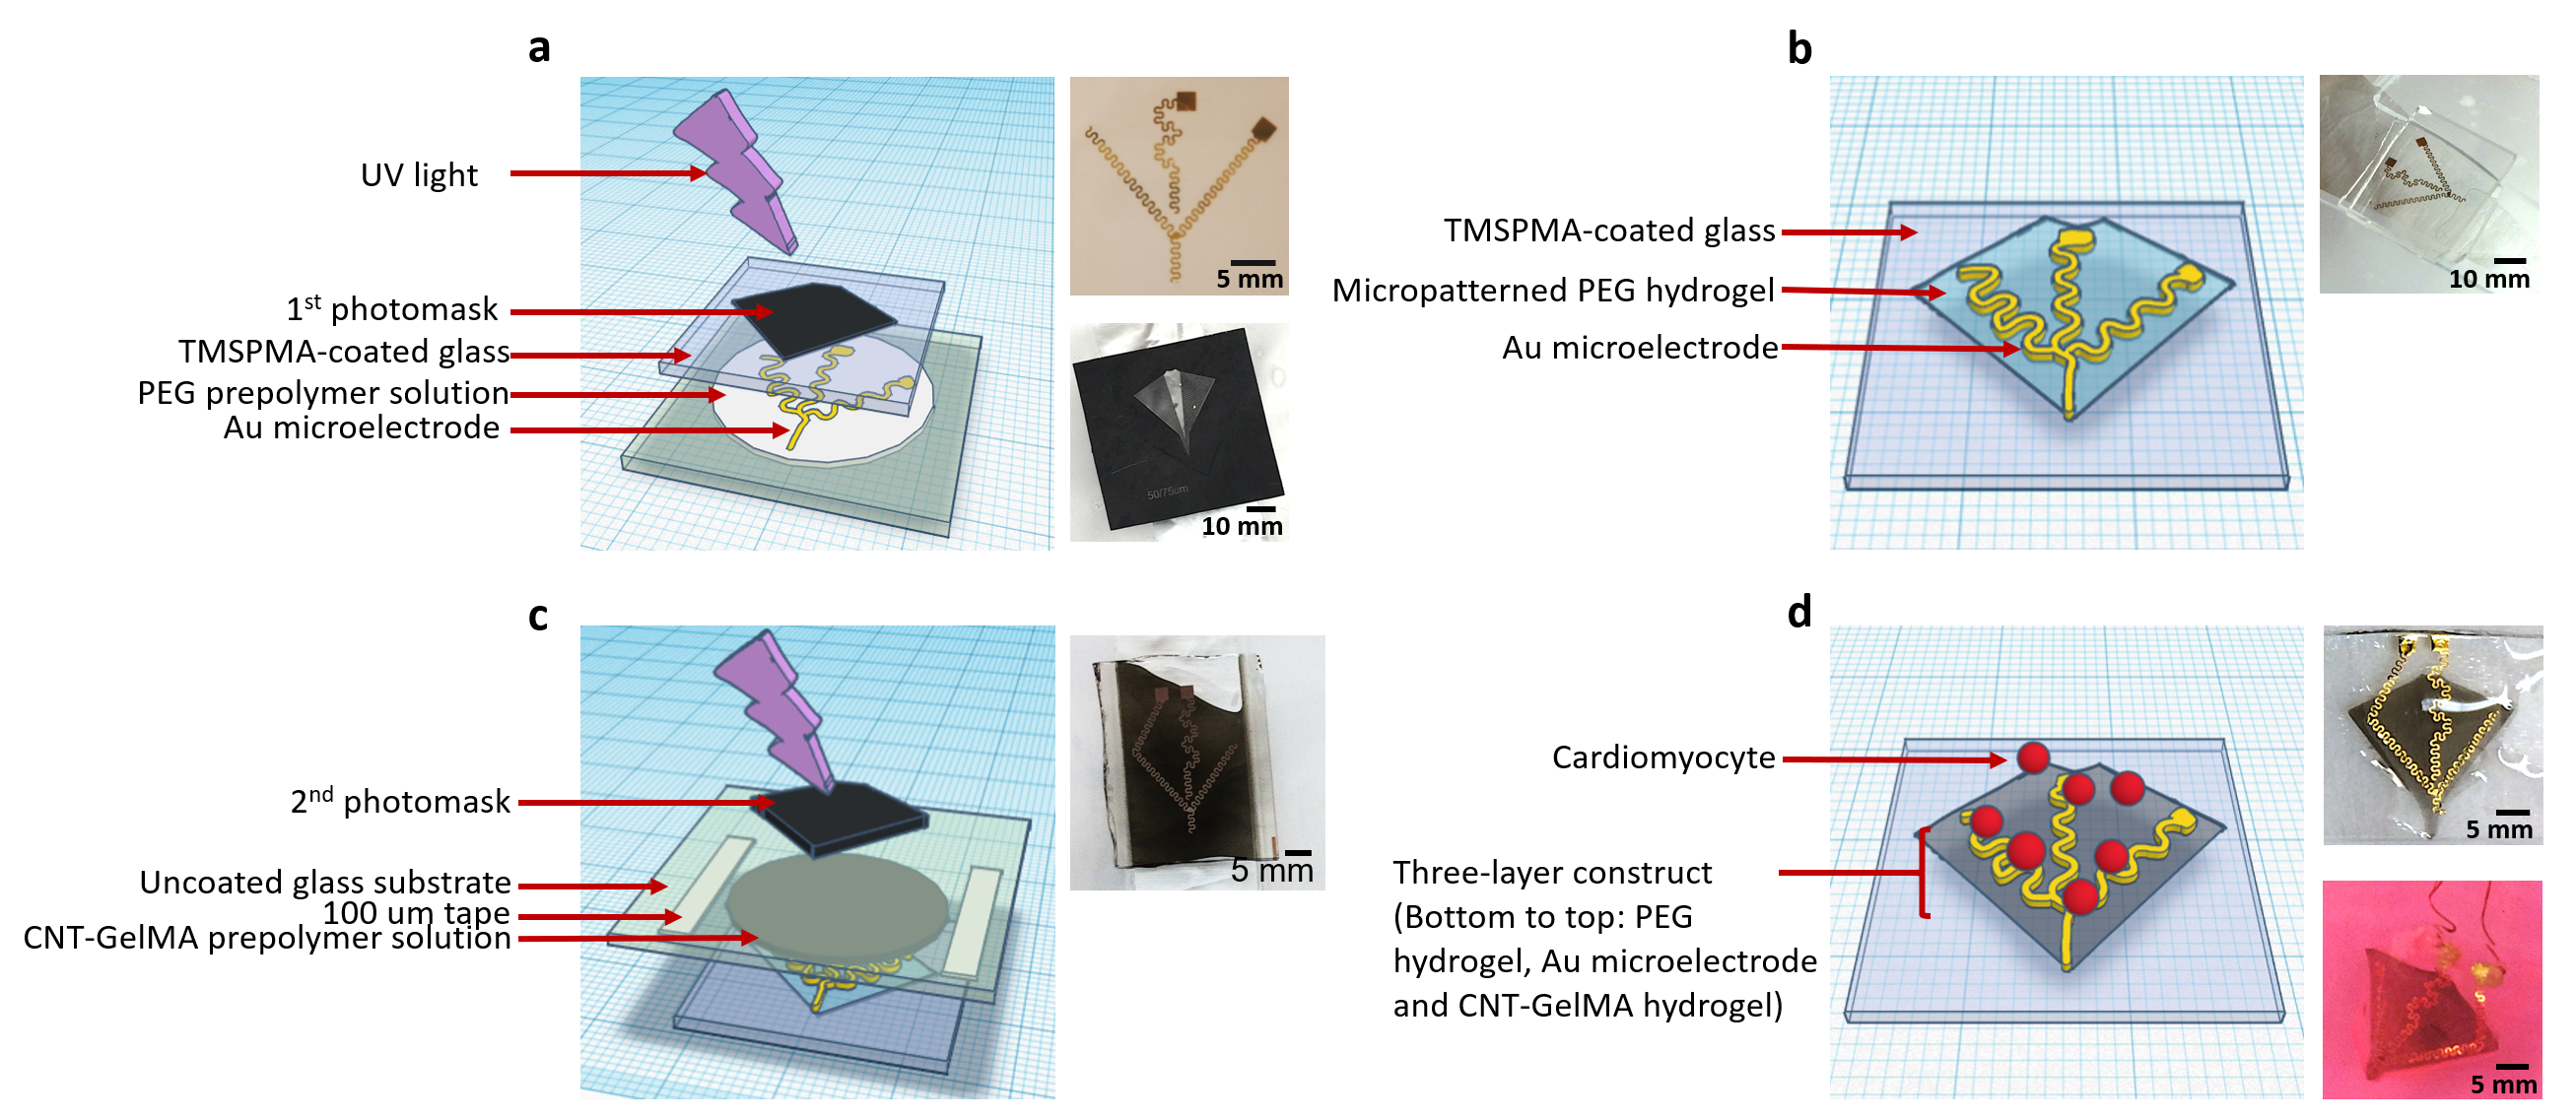 a
UV light
1st photomask
TMSPMA-coated glass
PEG prepolymer solution
Au microelectrode
5 mm
50/75um
10 mm
b
TMSPMA-coated glass
Micropatterned PEG hydrogel
Au microelectrode
10 mm
c
2nd photomask
Uncoated glass substrate
100 um tape
CNT-GelMA prepolymer solution
5 mm
d
Cardiomyocyte
Three-layer construct
(Bottom to top: PEG
hydrogel, Au microelectrode
and CNT-GelMA hydrogel)
5 mm
5 mm